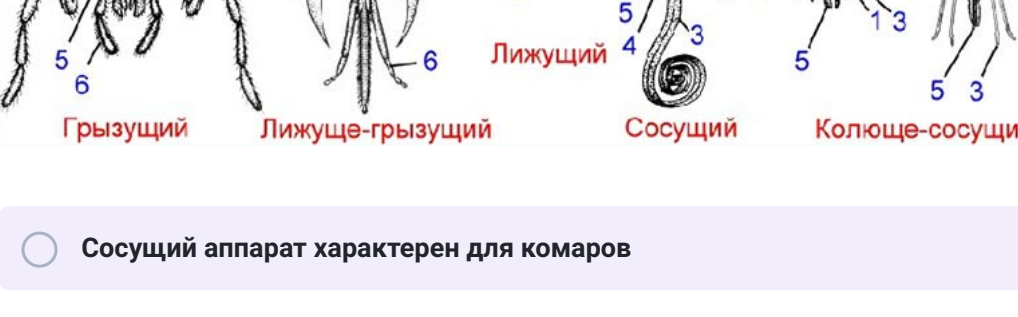 5
6
6
Лижущий
5
4
3
5
1 3
5 3
Грызущий
Лижуще-грызущий
Сосущий
Колюще-сосущи
Сосущий аппарат характерен для комаров